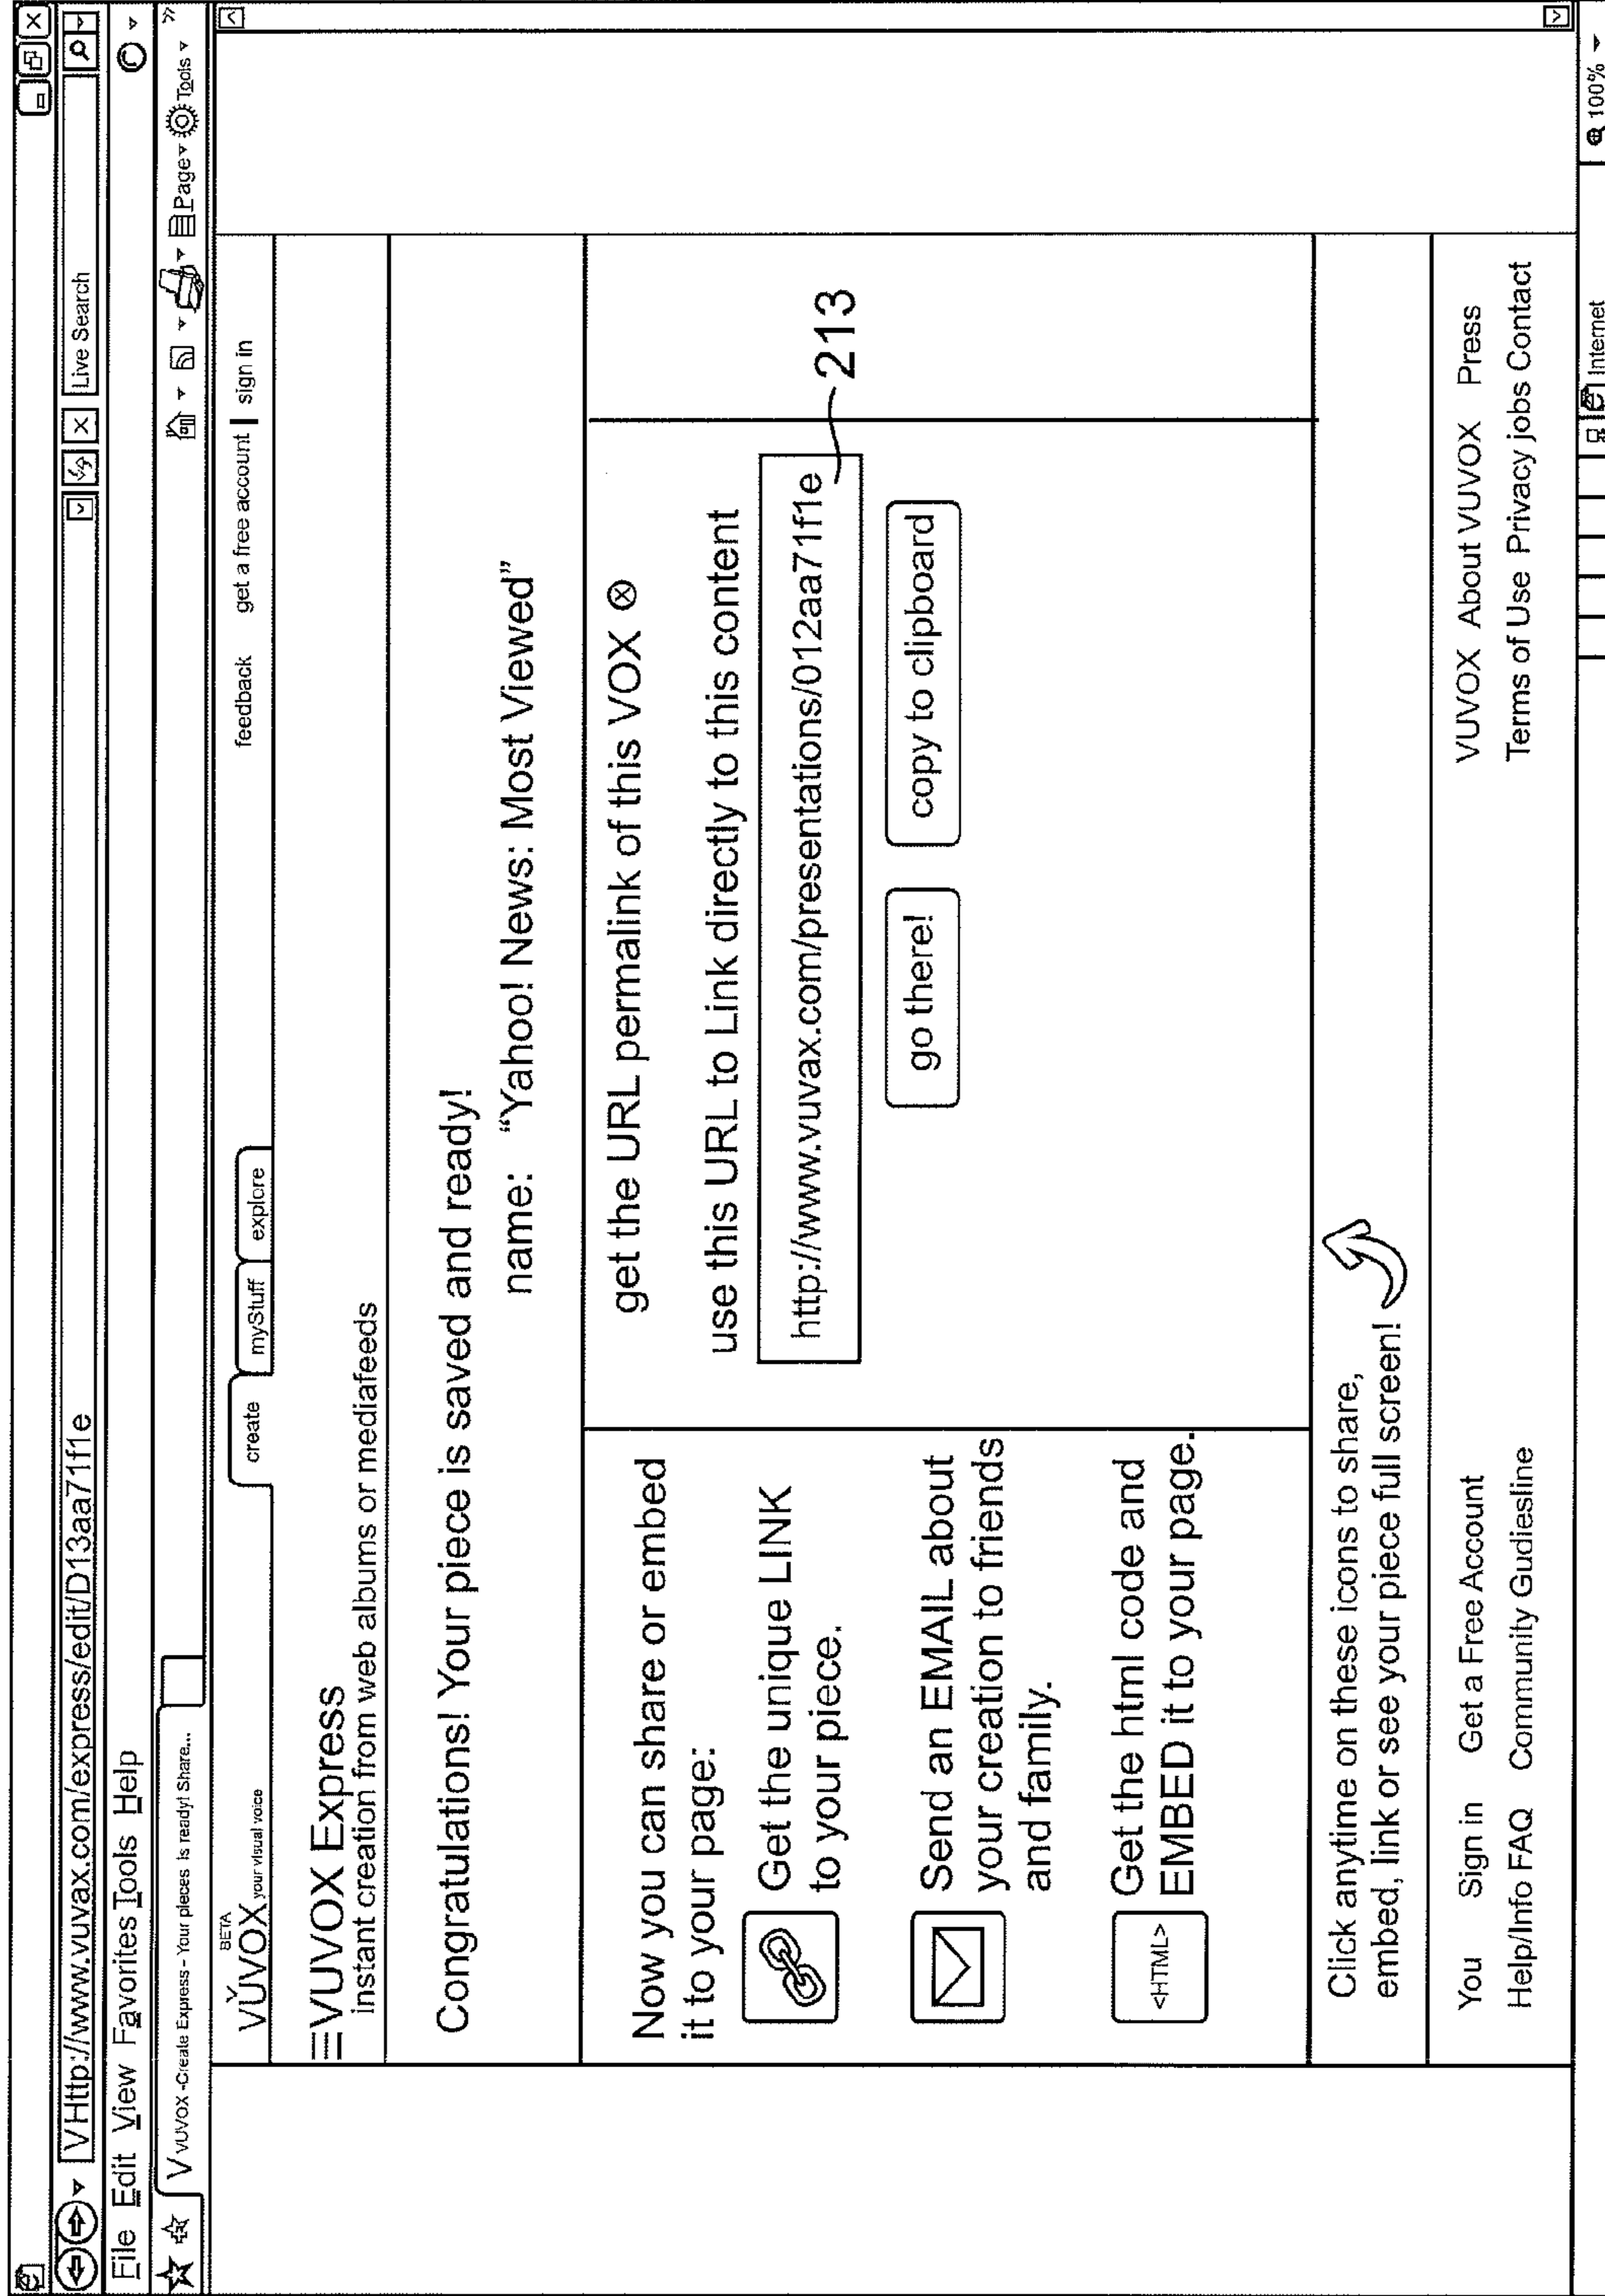 V Http://www.vuvax.com/express/edit/D13aa71f1e
Live Search
File Edit View Favorites Tools Help
V VUVOX -Create Express - Your pieces is ready! Share...
Page
Tools
BETA
VUVOX your visual voice
create
myStuff
explore
feedback get a free account | sign in
VUVOX Express
instant creation from web albums or mediafeeds
Congratulations! Your piece is saved and ready!
name: “Yahoo! News: Most Viewed”
Now you can share or embed
it to your page:
Get the unique LINK
to your piece.
Send an EMAIL about
your creation to friends
and family.
<HTML>
Get the html code and
EMBED it to your page.
get the URL permalink of this VOX
use this URL to Link directly to this content
http://www.vuvax.com/presentations/012aa71f1e
213
go there!
copy to clipboard
Click anytime on these icons to share,
embed, link or see your piece full screen!
You Sign in Get a Free Account
VUVOX About VUVOX Press
Help/Info FAQ Community Gudiesline
Terms of Use Privacy jobs Contact
Internet
100%